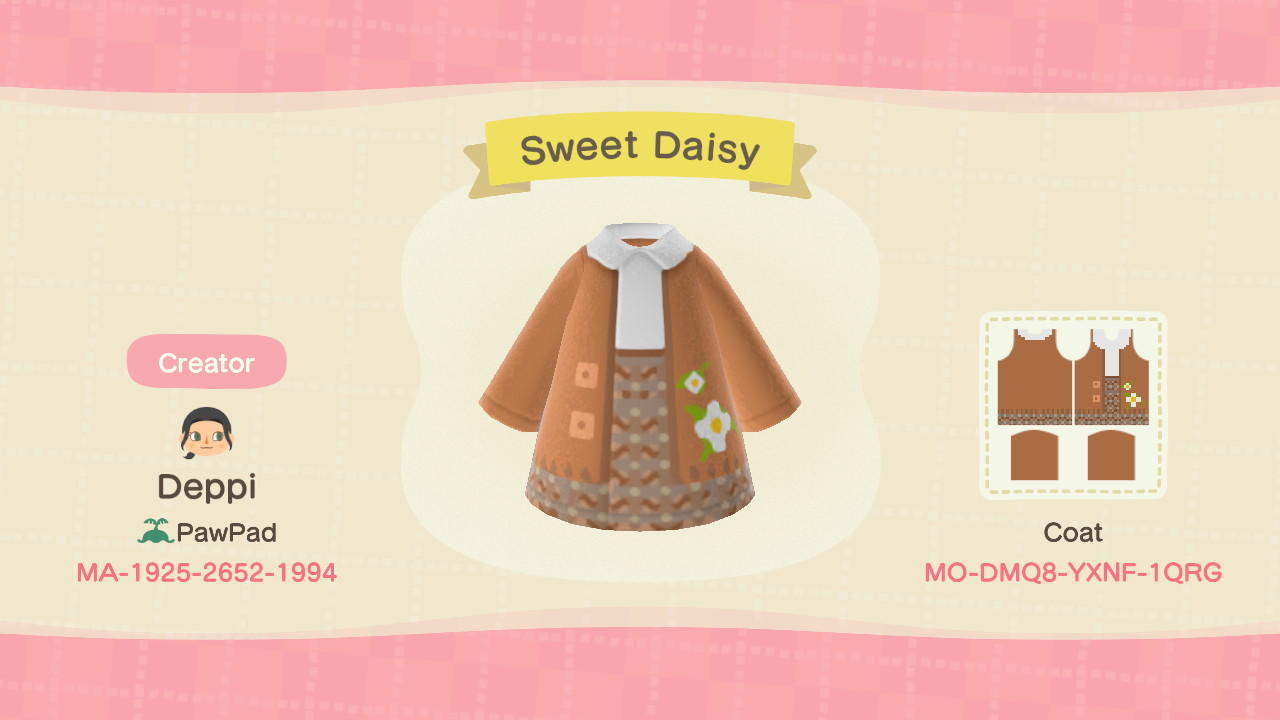 Sweet Daisy
Creator
Deppi
PawPad
MA-1925-2652-1994
Coat
MO-DMQ8-YXNF-1QRG